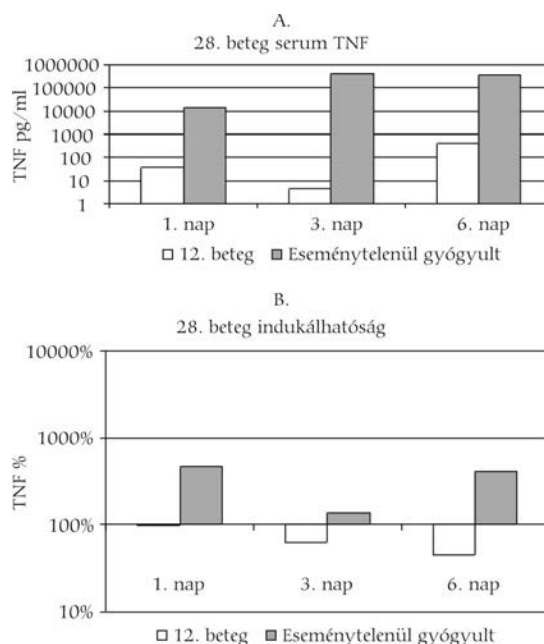 A.
28. beteg serum TNF
TNF pg/ml
1000000
100000
10000
1000
100
10
1
1. nap 3. nap 6. nap
12. beteg Eseménytelenül gyógyult
B.
28. beteg indukálhatóság
TNF %
10000%
1000%
100%
10%
1. nap 3. nap 6. nap
12. beteg Eseménytelenül gyógyult